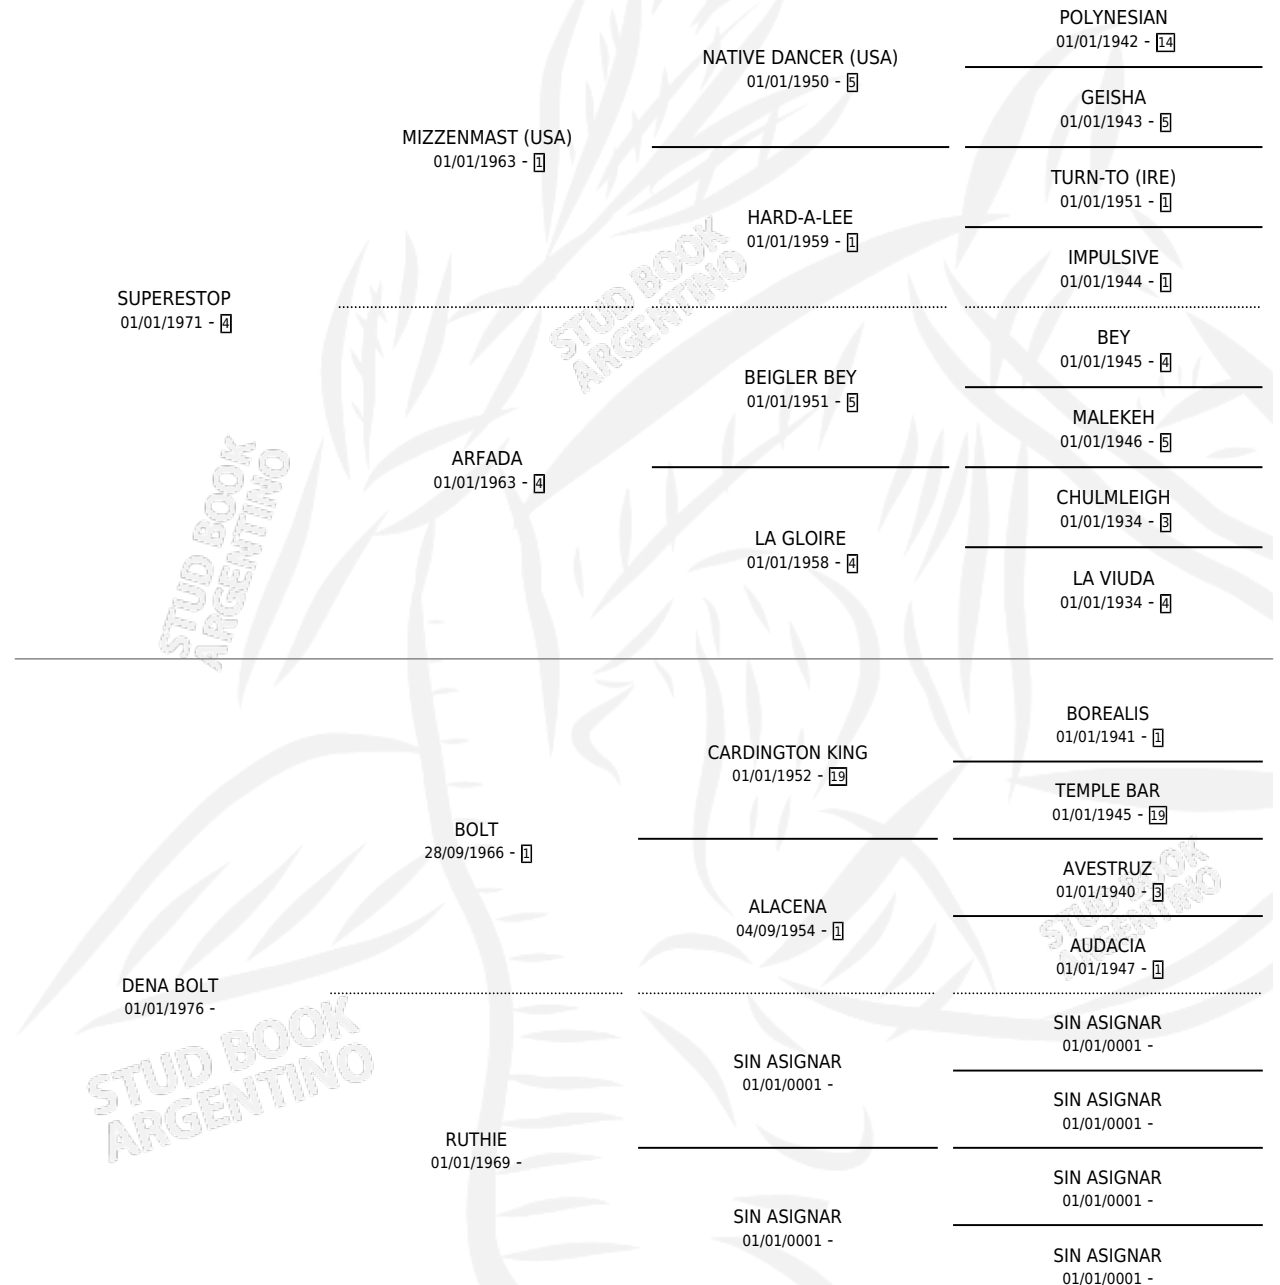 POLYNESIAN
01/01/1942 - 14
NATIVE DANCER (USA)
01/01/1950 - 5
GEISHA
01/01/1943 - 5
MIZZENMAST (USA)
01/01/1963 - 1
TURN-TO (IRE)
01/01/1951 - 1
HARD-A-LEE
01/01/1959 - 1
IMPULSIVE
01/01/1944 - 1
SUPERESTOP
01/01/1971 - 4
BEY
01/01/1945 - 4
BEIGLER BEY
01/01/1951 - 5
MALEKEH
01/01/1946 - 5
ARFADA
01/01/1963 - 4
CHULMLEIGH
01/01/1934 - 3
LA GLOIRE
01/01/1958 - 4
LA VIUDA
01/01/1934 - 4
STUD BOOK
ARGENTINO
STUD BOOK
ARGENTINO
BOREALIS
01/01/1941 - 1
CARDINGTON KING
01/01/1952 - 19
TEMPLE BAR
01/01/1945 - 19
BOLT
28/09/1966 - 1
AVESTRUZ
01/01/1940 - 3
ALACENA
04/09/1954 - 1
AUDACIA
01/01/1947 - 1
STUD BOOK
ARGENTINO
DENA BOLT
01/01/1976 -
SIN ASIGNAR
01/01/0001 -
SIN ASIGNAR
01/01/0001 -
SIN ASIGNAR
01/01/0001 -
RUTHIE
01/01/1969 -
SIN ASIGNAR
01/01/0001 -
SIN ASIGNAR
01/01/0001 -
SIN ASIGNAR
01/01/0001 -
STUD BOOK
ARGENTINO